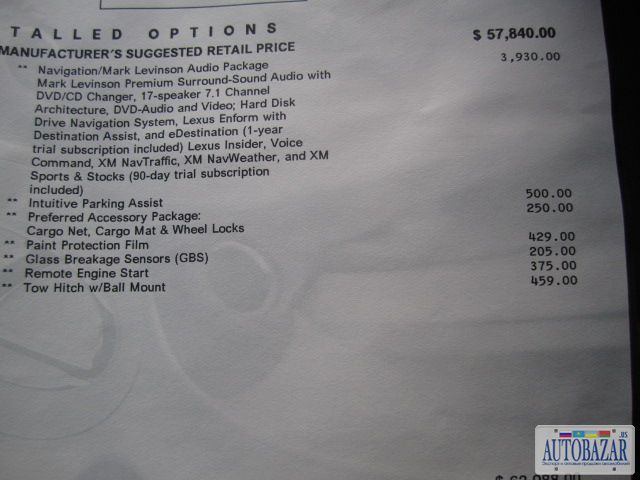 TALLED OPTIONS
MANUFACTURER'S SUGGESTED RETAIL PRICE $ 57,840.00
** Navigation/Mark Levinson Audio Package 3,930.00
Mark Levinson Premium Surround-Sound Audio with
DVD/CD Changer, 17-speaker 7.1 Channel
Architecture, DVD-Audio and Video; Hard Disk
Drive Navigation System, Lexus Enform with
Destination Assist, and eDestination (1-year
trial subscription included) Lexus Insider, Voice
Command, XM NavTraffic, XM NavWeather, and XM
Sports & Stocks (90-day trial subscription
included)
** Intuitive Parking Assist 500.00
** Preferred Accessory Package: 250.00
Cargo Net, Cargo Mat & Wheel Locks
** Paint Protection Film 429.00
** Glass Breakage Sensors (GBS) 205.00
** Remote Engine Start 375.00
** Tow Hitch w/Ball Mount 459.00
.us
AUTOBAZAR